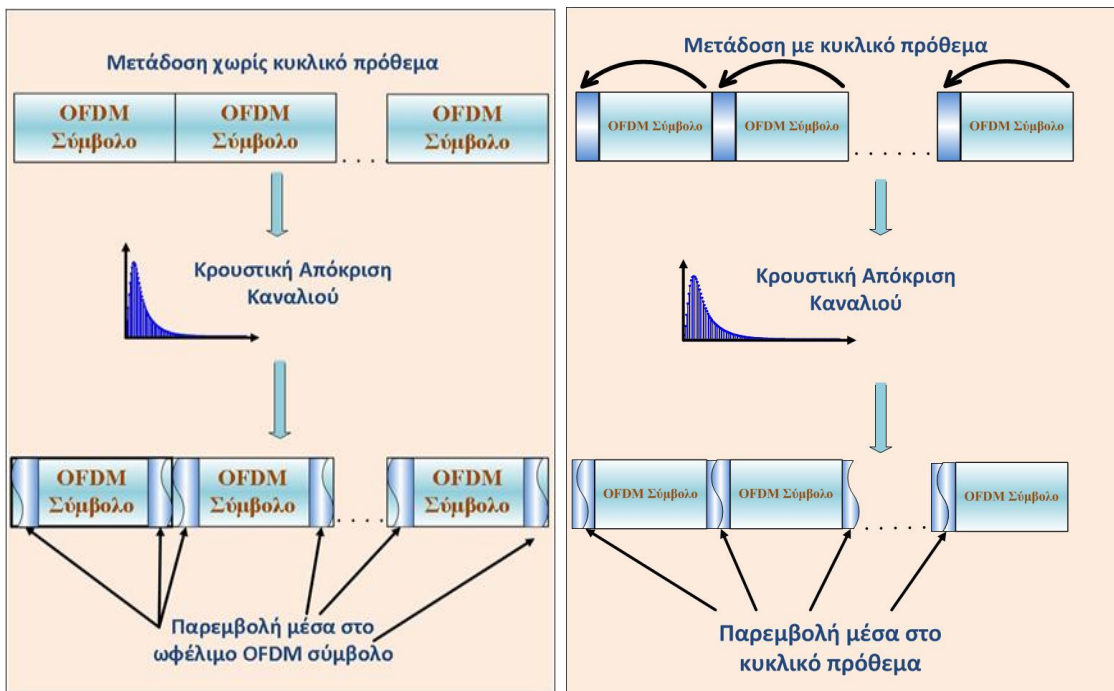 Μετάδοση χωρίς κυκλικό πρόθεμα
OFDM
Σύμβολο
OFDM
Σύμβολο
. . . .
OFDM
Σύμβολο
Κρουστική Απόκριση
Καναλιού
OFDM
Σύμβολο
OFDM
Σύμβολο
. . . .
OFDM
Σύμβολο
Παρεμβολή μέσα στο
ωφέλιμο OFDM σύμβολο
Μετάδοση με κυκλικό πρόθεμα
OFDM Σύμβολο
OFDM Σύμβολο
. . . . . .
OFDM Σύμβολο
Κρουστική Απόκριση
Καναλιού
OFDM Σύμβολο
OFDM Σύμβολο
. . . . . .
OFDM Σύμβολο
Παρεμβολή μέσα στο
κυκλικό πρόθεμα